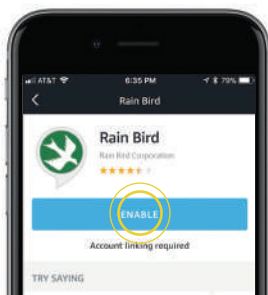 AT&T 6:35 PM 79%
Rain Bird
Rain Bird
Rain Bird Corporation
ENABLE
Account linking required
TRY SAYING